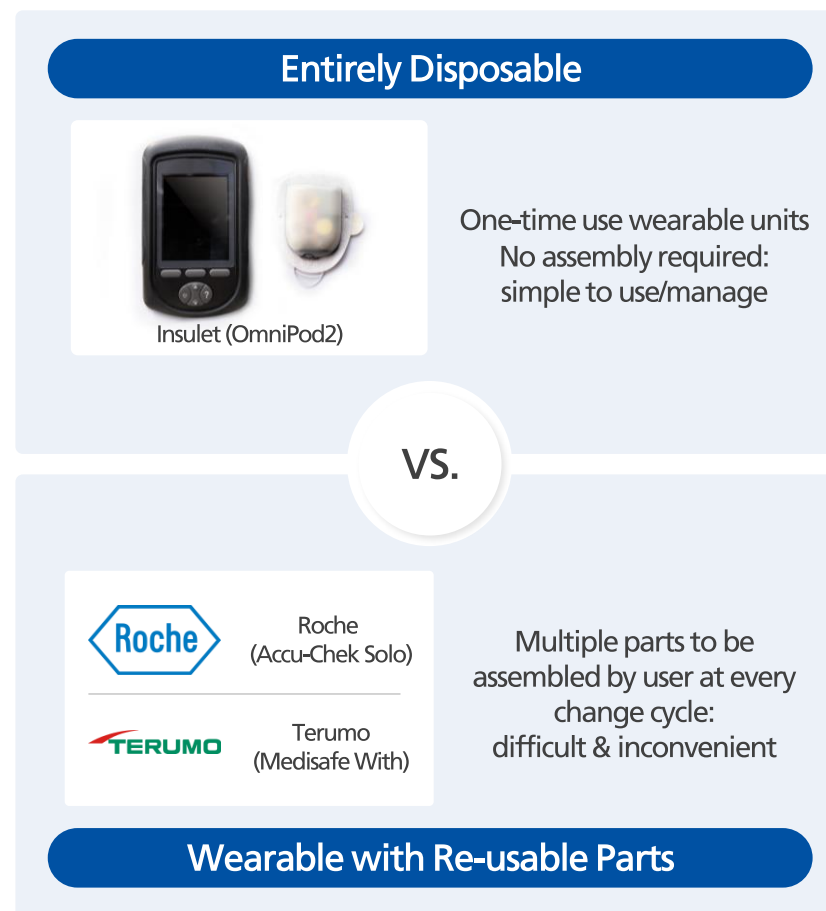 Entirely Disposable
Insulet (OmniPod2)
One-time use wearable units
No assembly required:
simple to use/manage
VS.
Roche
Roche
(Accu-Chek Solo)
TERUMO
Terumo
(Medisafe With)
Multiple parts to be
assembled by user at every
change cycle:
difficult & inconvenient
Wearable with Re-usable Parts